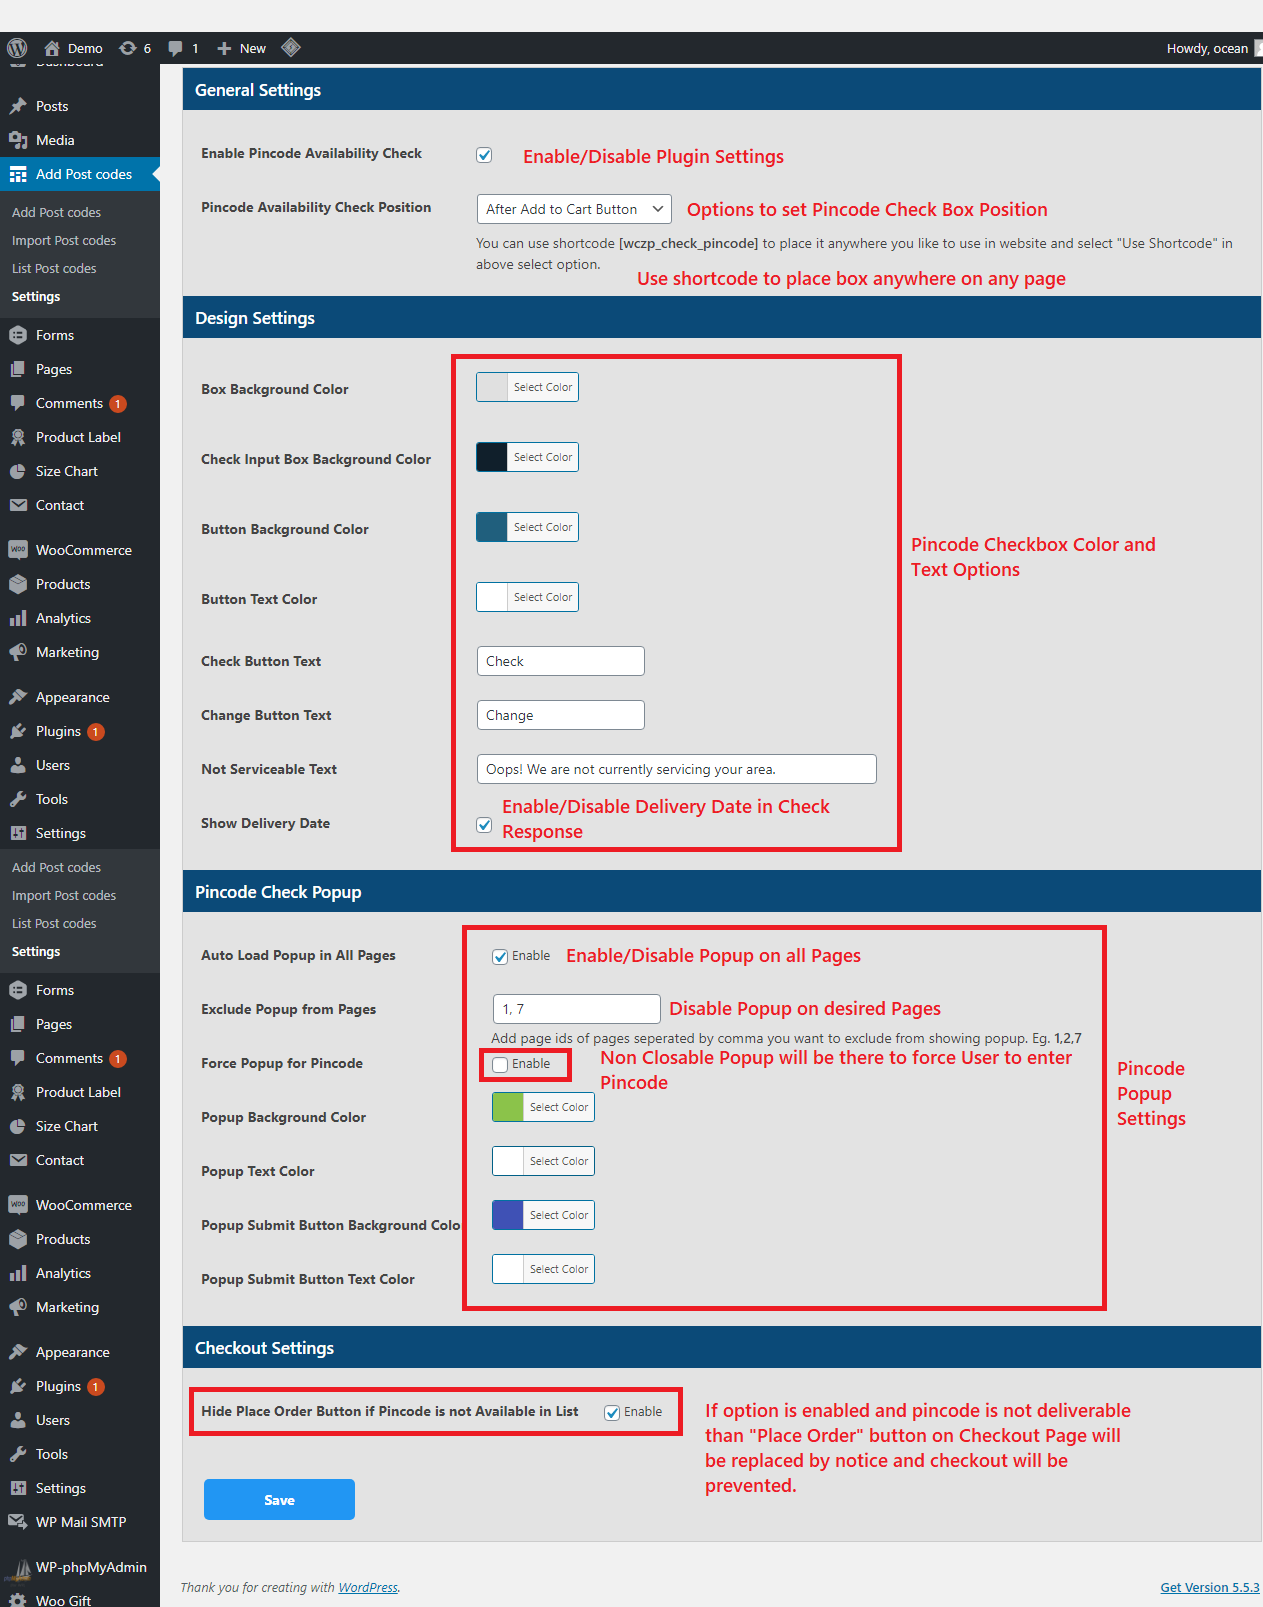 Demo 6 1 New Howdy, ocean
Dashboard
Posts
Media
Add Post codes
Add Post codes
Import Post codes
List Post codes
Settings
Forms
Pages
Comments 1
Product Label
Size Chart
Contact
WOO WooCommerce
Products
Analytics
Marketing
Appearance
Plugins 1
Users
Tools
Settings
Add Post codes
Import Post codes
List Post codes
Settings
Forms
Pages
Comments 1
Product Label
Size Chart
Contact
WOO WooCommerce
Products
Analytics
Marketing
Appearance
Plugins 1
Users
Tools
Settings
WP Mail SMTP
WP-phpMyAdmin
Woo Gift
General Settings
Enable Pincode Availability Check
Enable/Disable Plugin Settings
Pincode Availability Check Position
After Add to Cart Button
Options to set Pincode Check Box Position
You can use shortcode [wczp_check_pincode] to place it anywhere you like to use in website and select "Use Shortcode" in
above select option.
Use shortcode to place box anywhere on any page
Design Settings
Box Background Color
Select Color
Check Input Box Background Color
Select Color
Button Background Color
Select Color
Button Text Color
Select Color
Check Button Text
Check
Change Button Text
Change
Not Serviceable Text
Oops! We are not currently servicing your area.
Show Delivery Date
Enable/Disable Delivery Date in Check
Response
Pincode Checkbox Color and
Text Options
Pincode Check Popup
Auto Load Popup in All Pages
Enable
Enable/Disable Popup on all Pages
Exclude Popup from Pages
1, 7
Disable Popup on desired Pages
Add page ids of pages seperated by comma you want to exclude from showing popup. Eg. 1,2,7
Force Popup for Pincode
Enable
Non Closable Popup will be there to force User to enter
Pincode
Popup Background Color
Select Color
Popup Text Color
Select Color
Popup Submit Button Background Colo
Select Color
Popup Submit Button Text Color
Select Color
Pincode
Popup
Settings
Checkout Settings
Hide Place Order Button if Pincode is not Available in List
Enable
If option is enabled and pincode is not deliverable
than "Place Order" button on Checkout Page will
be replaced by notice and checkout will be
prevented.
Save
Thank you for creating with WordPress.
Get Version 5.5.3